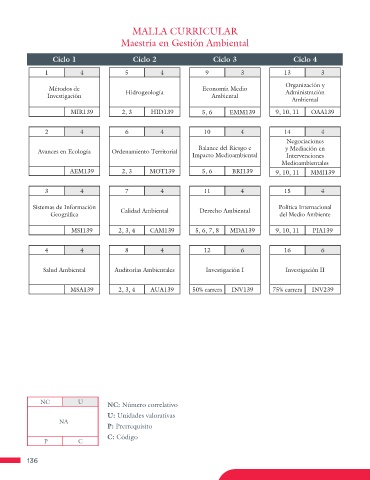 MALLA CURRICULAR
Maestría en Gestión Ambiental
Ciclo 1 Ciclo 2 Ciclo 3 Ciclo 4
1 4 5 4 9 3 13 3
Métodos de Investigación Hidrogeología Economía Medio Ambiental Organización y Administración Ambiental
MIR139 2, 3 HID139 5, 6 EMM139 9, 10, 11 OAA139
2 4 6 4 10 4 14 4
Avances en Ecología Ordenamiento Territorial Balance del Riesgo e Impacto Medioambiental Negociaciones y Mediación en Intervenciones Medioambientales
AEM139 2, 3 MOT139 5, 6 BRI139 9, 10, 11 MMI139
3 4 7 4 11 4 15 4
Sistemas de Información Geográfica Calidad Ambiental Derecho Ambiental Política Internacional del Medio Ambiente
MSI139 2, 3, 4 CAM139 5, 6, 7, 8 MDA139 9, 10, 11 PIA139
4 4 8 4 12 6 16 6
Salud Ambiental Auditorías Ambientales Investigación I Investigación II
MSA139 2, 3, 4 AUA139 50% carrera INV139 75% carrera INV239
NC U
NA
P C
NC: Número correlativo
U: Unidades valorativas
P: Prerrequisito
C: Código
136